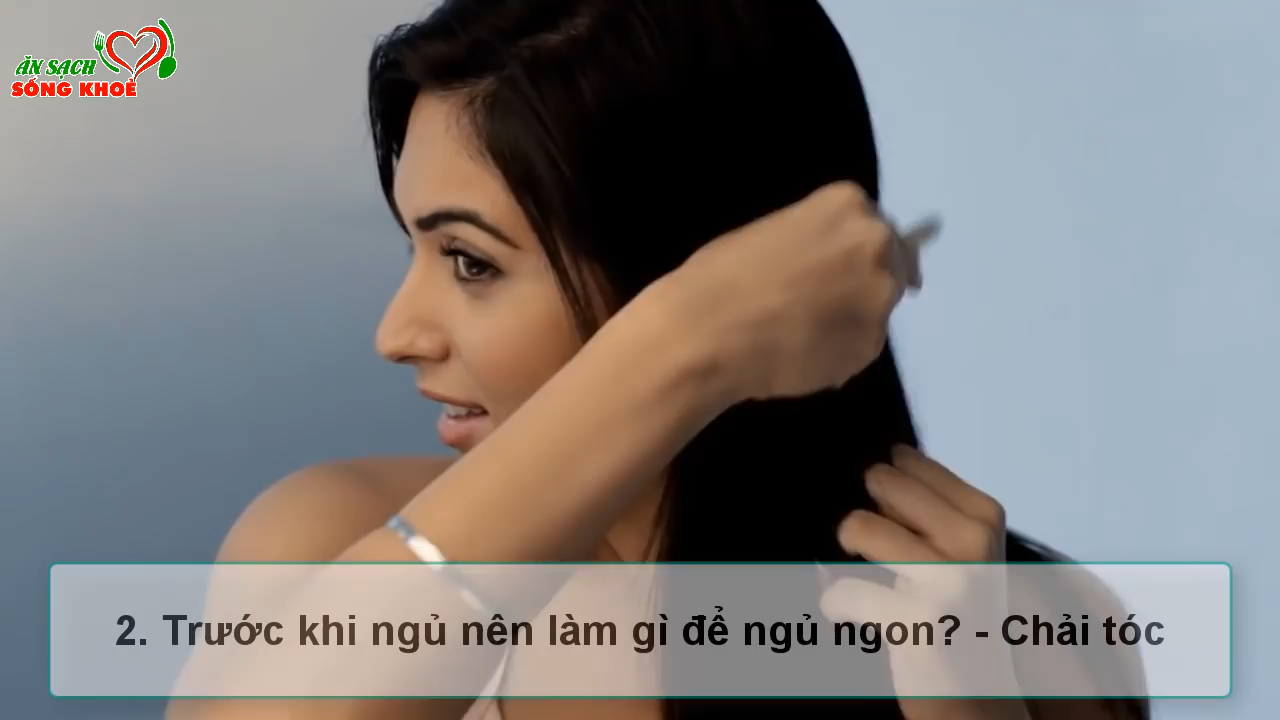 ĂN SẠCH
SỐNG KHOẺ
2. Trước khi ngủ nên làm gì để ngủ ngon? - Chải tóc